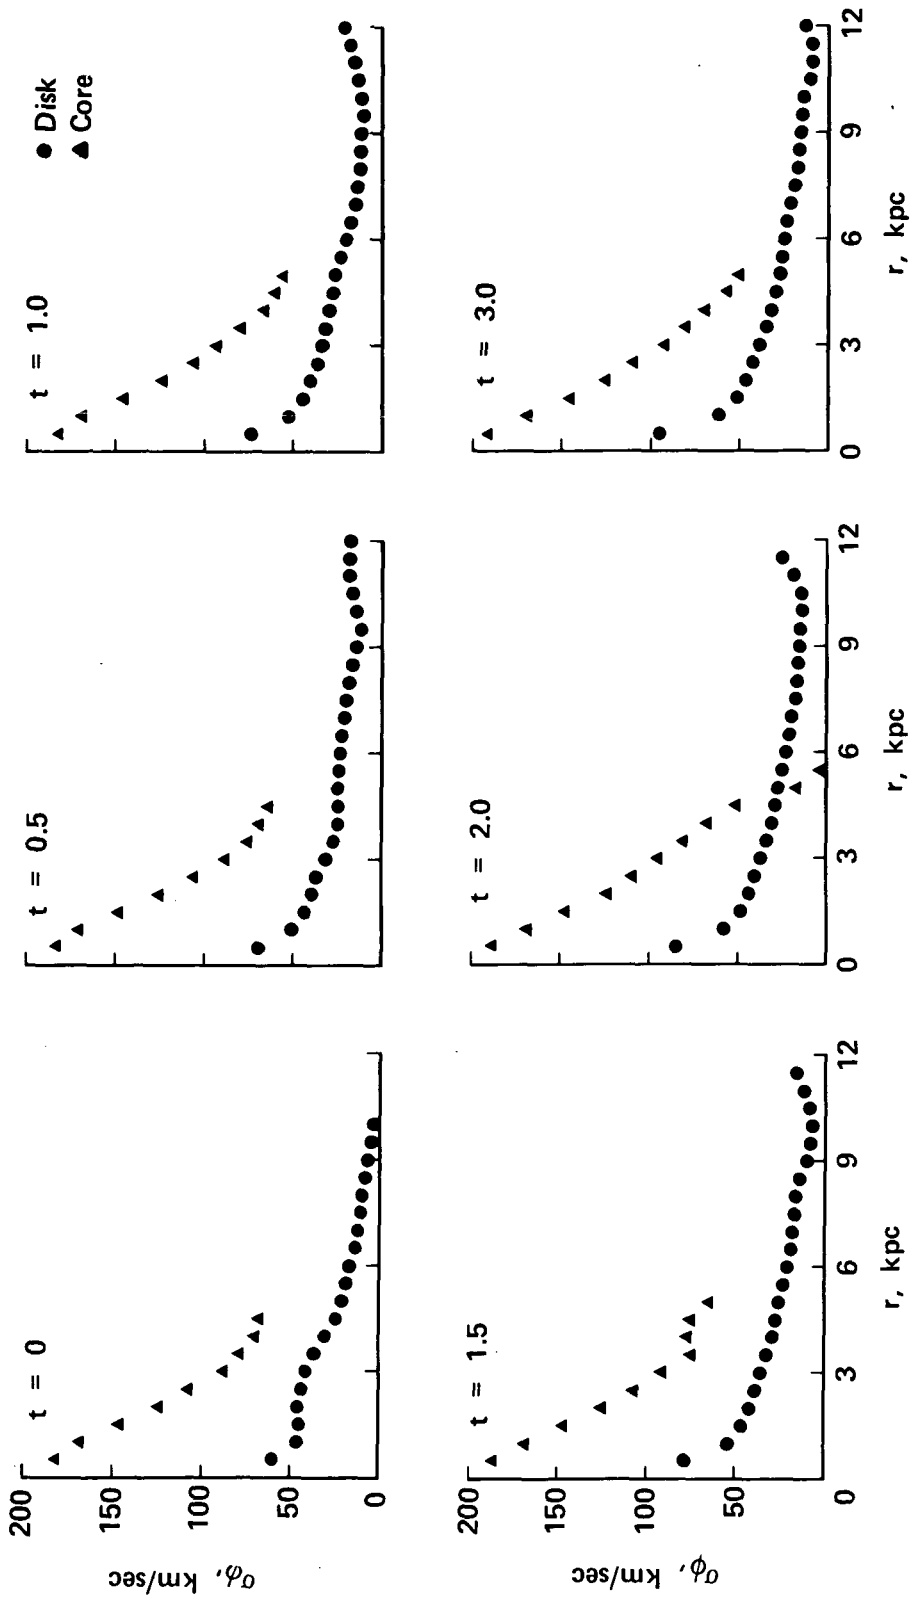 t = 0
t = 0.5
t = 1.0
● Disk
▲ Core
200
150
100
50
0
σϕ, km/sec
t = 1.5
t = 2.0
t = 3.0
200
150
100
50
0
σϕ, km/sec
0 3 6 9 12
r, kpc
0 3 6 9 12
r, kpc
0 3 6 9 12
r, kpc